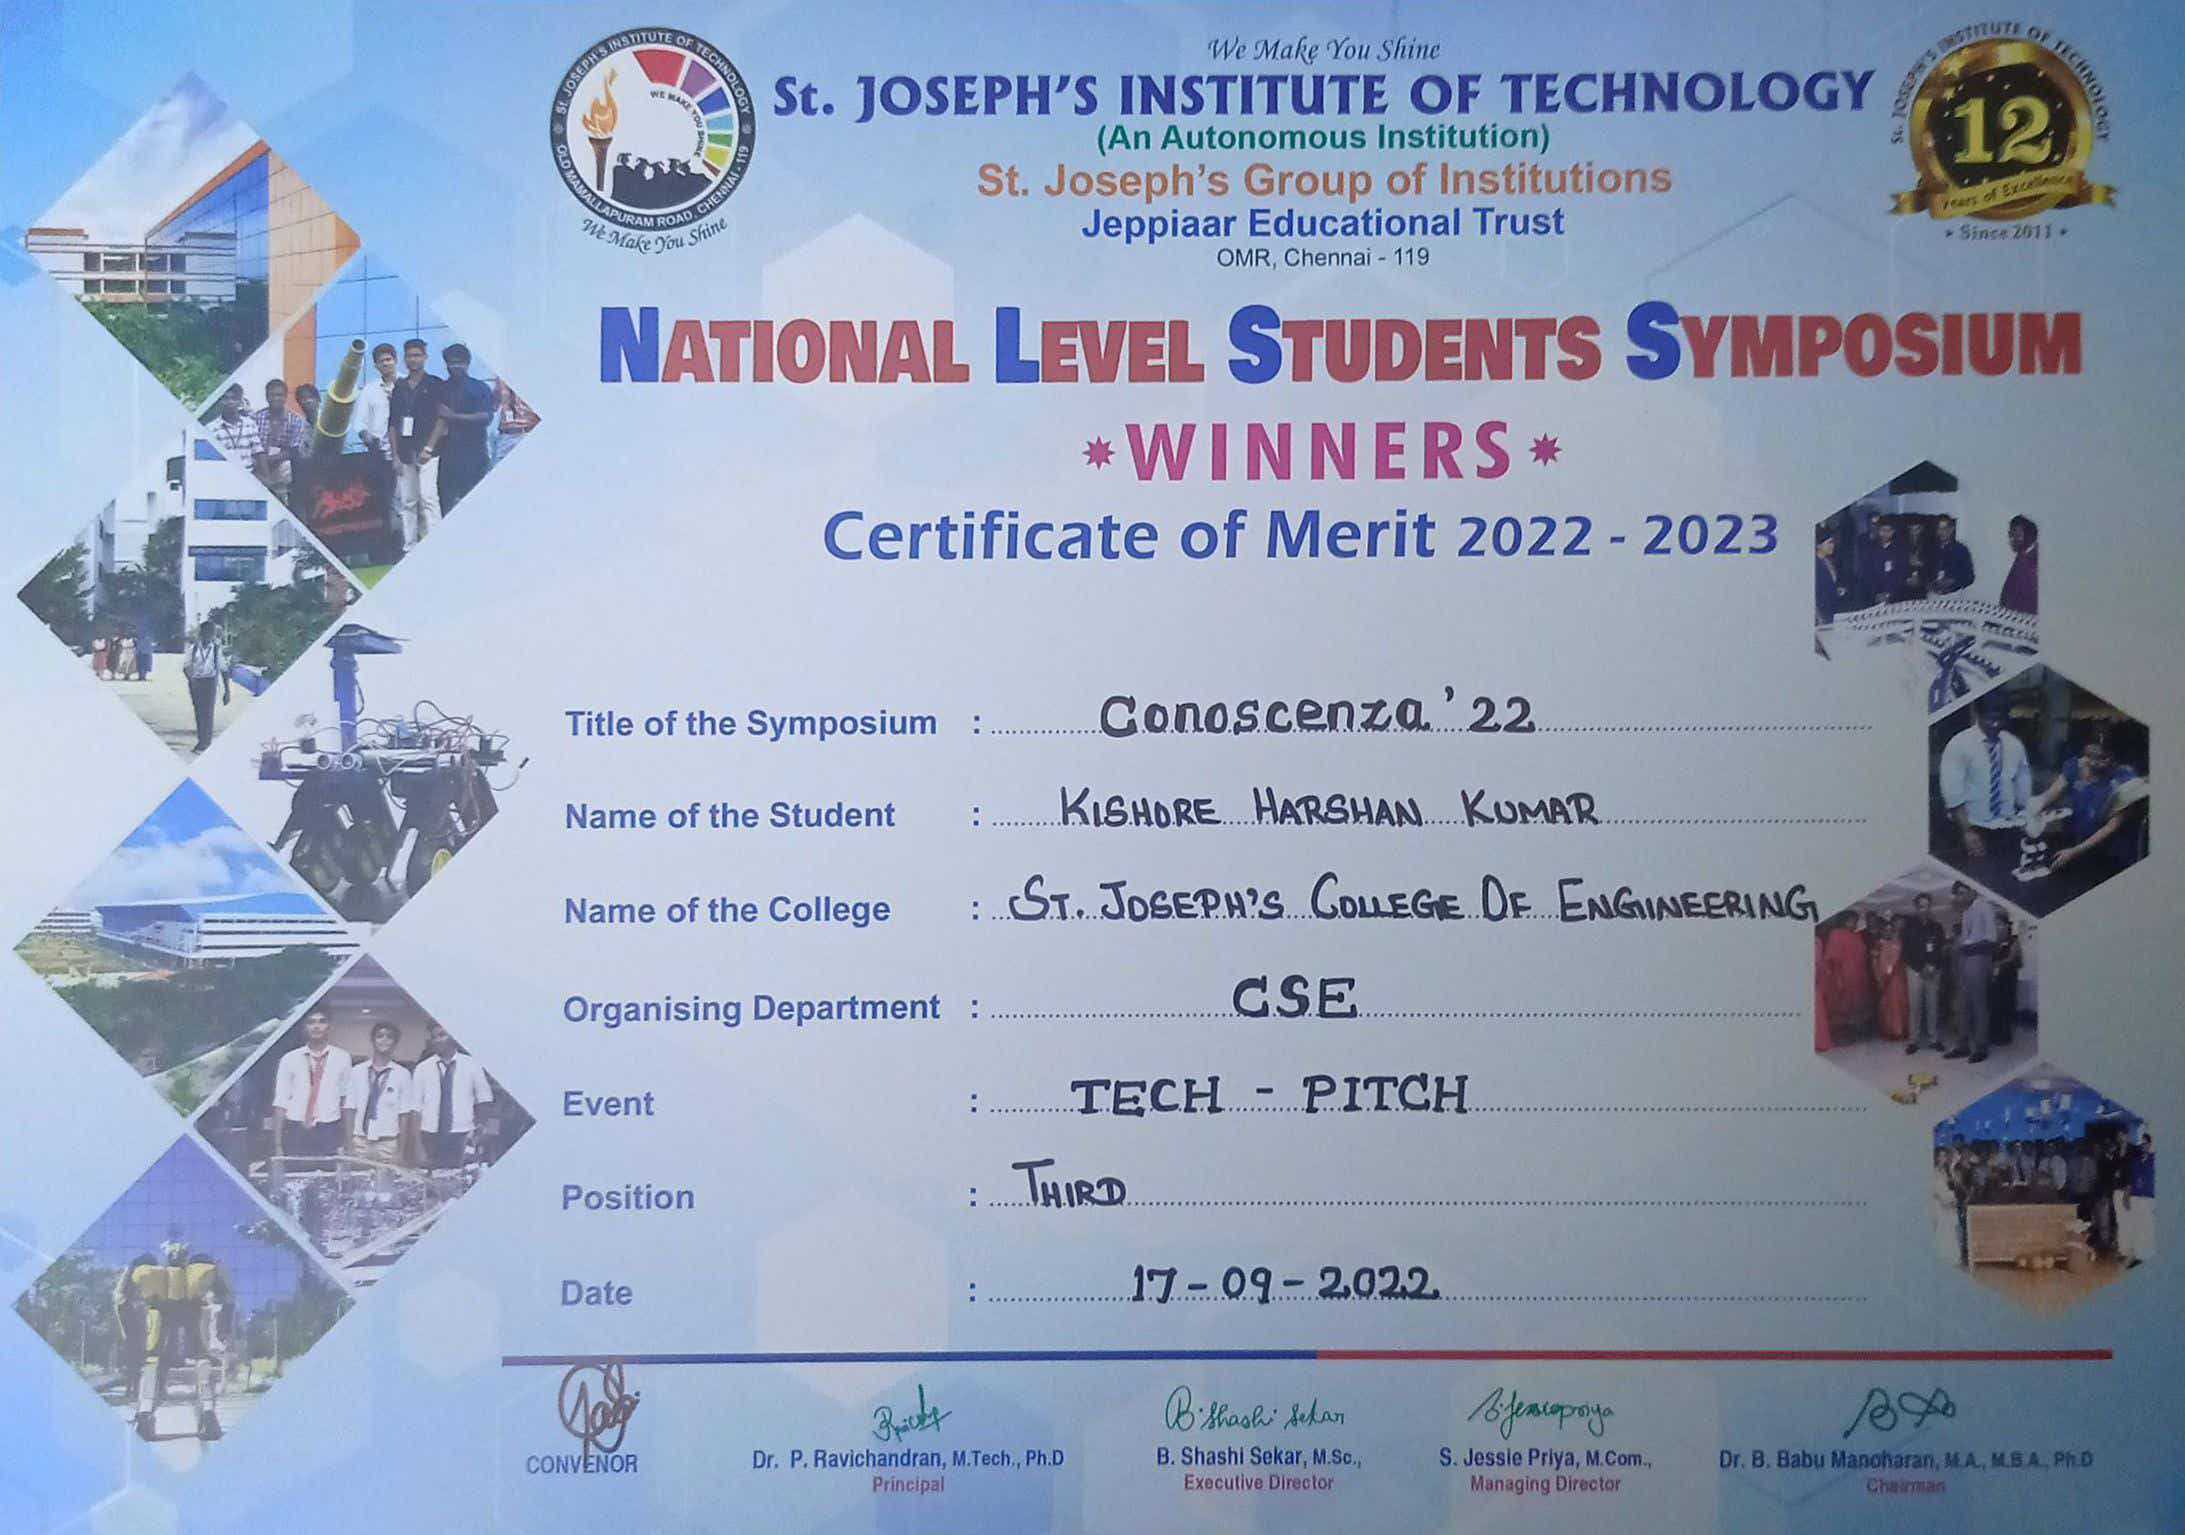 St. JOSEPH'S INSTITUTE OF TECHNOLOGY
WE MAKE YOU SHINE
OLD MAMALLAPURAM ROAD, CHENNAI - 119
We Make You Shine
We Make You Shine
St. JOSEPH'S INSTITUTE OF TECHNOLOGY
(An Autonomous Institution)
St. Joseph's Group of Institutions
Jeppiaar Educational Trust
OMR, Chennai - 119
St. JOSEPH'S INSTITUTE OF TECHNOLOGY
12
Years of Excellence
• Since 2011 •
NATIONAL LEVEL STUDENTS SYMPOSIUM
WINNERS
Certificate of Merit 2022 - 2023
Title of the Symposium : Conoscenza '22
Name of the Student : KISHORE HARSHAN KUMAR
Name of the College : ST. JOSEPH'S COLLEGE OF ENGINEERING
Organising Department : CSE
Event : TECH - PITCH
Position : THIRD
Date : 17-09-2022
B. Shashi Sekar
S. Jessie priya
CONVENOR
Dr. P. Ravichandran, M.Tech., Ph.D
Principal
B. Shashi Sekar, M.Sc.,
Executive Director
S. Jessie Priya, M.Com.,
Managing Director
Dr. B. Babu Manoharan, M.A., M.B.A., Ph.D
Chairman